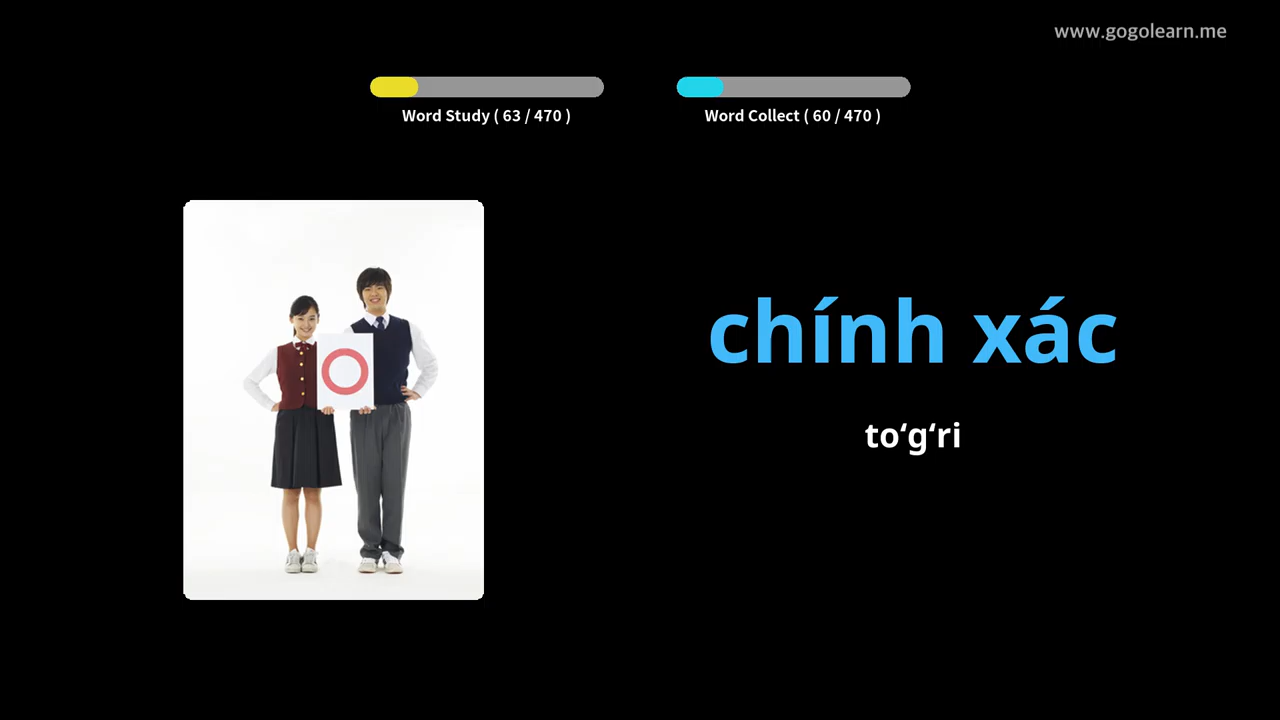 www.gogolearn.me
Word Study ( 63 / 470 )
Word Collect ( 60 / 470 )
chính xác
to‘g‘ri